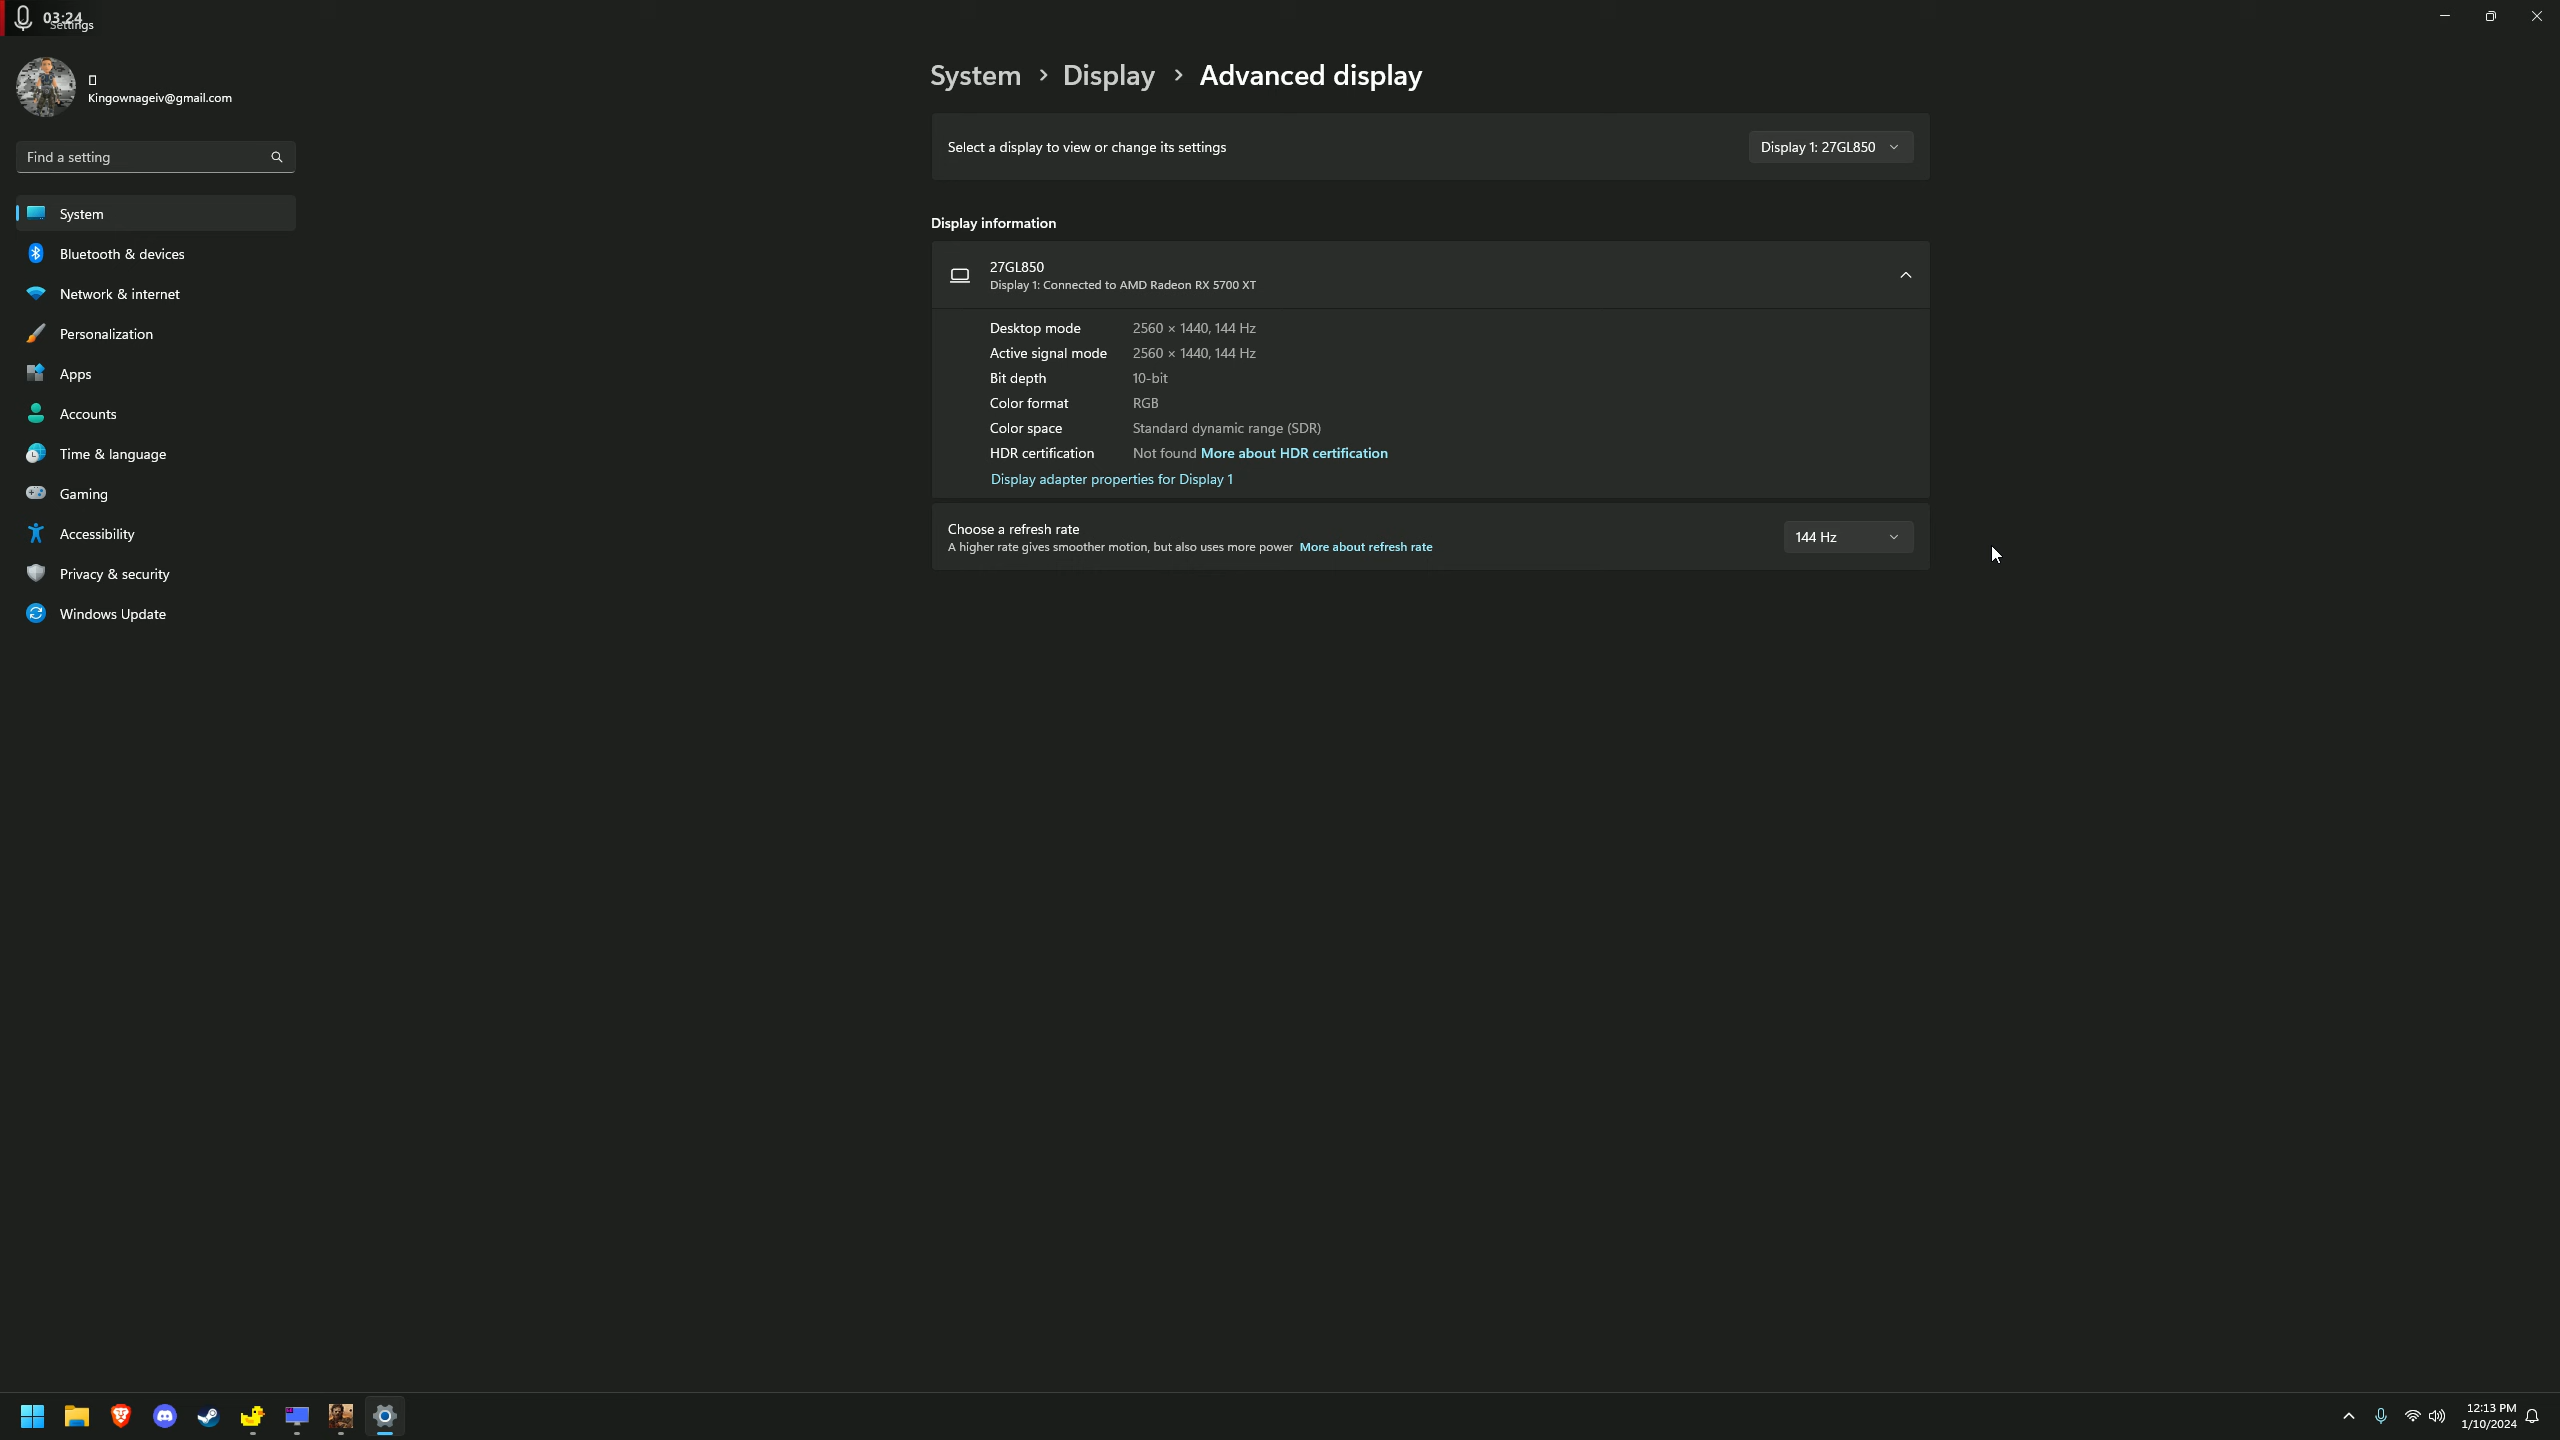 03:24
Settings
Kingownageiv@gmail.com
Find a setting
System
Bluetooth & devices
Network & internet
Personalization
Apps
Accounts
Time & language
Gaming
Accessibility
Privacy & security
Windows Update
System > Display > Advanced display
Select a display to view or change its settings
Display 1: 27GL850
Display information
27GL850
Display 1: Connected to AMD Radeon RX 5700 XT
Desktop mode 2560 × 1440, 144 Hz
Active signal mode 2560 × 1440, 144 Hz
Bit depth 10-bit
Color format RGB
Color space Standard dynamic range (SDR)
HDR certification Not found More about HDR certification
Display adapter properties for Display 1
Choose a refresh rate
A higher rate gives smoother motion, but also uses more power More about refresh rate
144 Hz
12:13 PM
1/10/2024